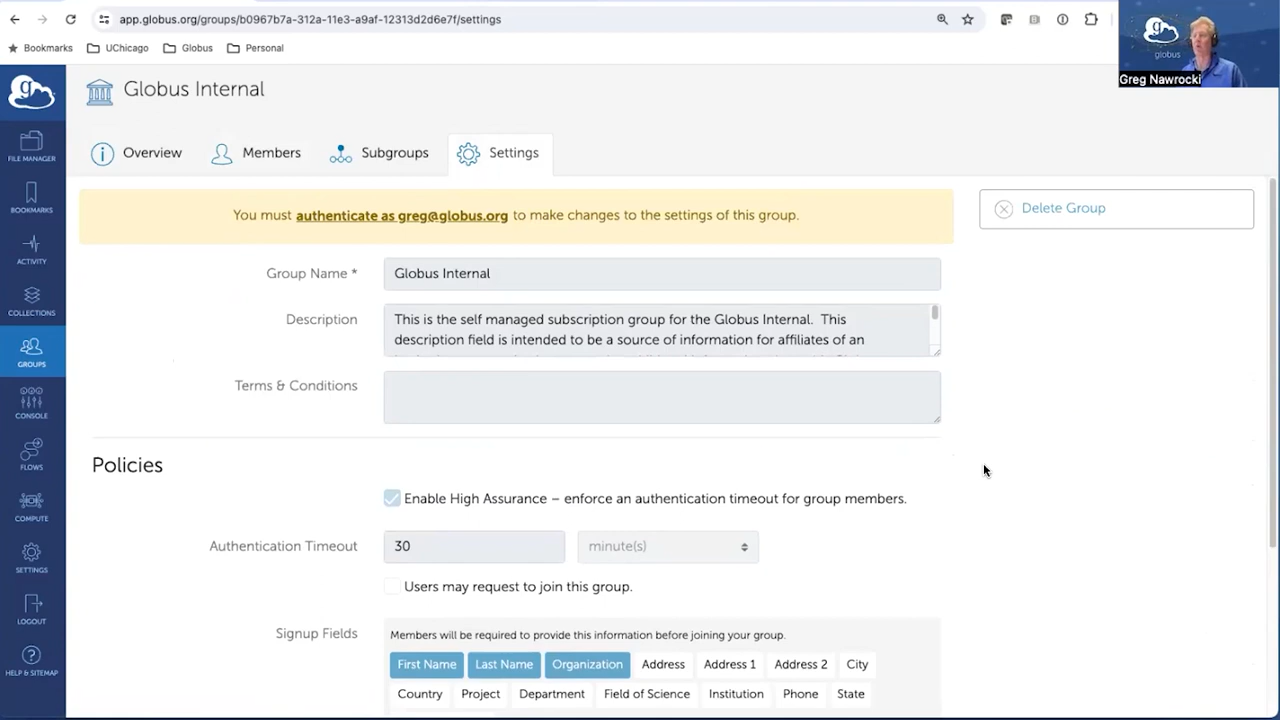 app.globus.org/groups/b0967b7a-312a-11e3-a9af-12313d2d6e7f/settings
Bookmarks
UChicago
Globus
Personal
globus
Greg Nawrocki
Globus Internal
Overview
Members
Subgroups
Settings
FILE MANAGER
BOOKMARKS
ACTIVITY
COLLECTIONS
GROUPS
CONSOLE
FLOWS
COMPUTE
SETTINGS
LOGOUT
HELP & SITEMAP
You must authenticate as greg@globus.org to make changes to the settings of this group.
Delete Group
Group Name *
Globus Internal
Description
This is the self managed subscription group for the Globus Internal. This
description field is intended to be a source of information for affiliates of an
Terms & Conditions
Policies
Enable High Assurance – enforce an authentication timeout for group members.
Authentication Timeout
30
minute(s)
Users may request to join this group.
Signup Fields
Members will be required to provide this information before joining your group.
First Name Last Name Organization Address Address 1 Address 2 City
Country Project Department Field of Science Institution Phone State